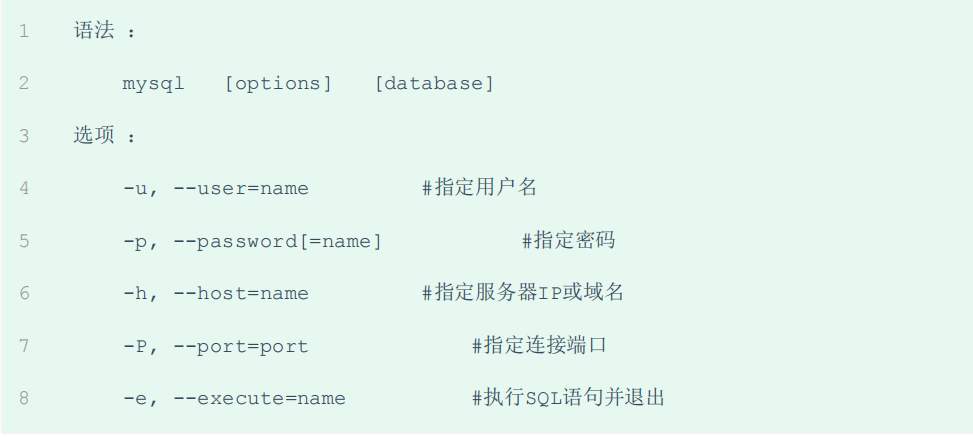 1 语法 ：
2 mysql [options] [database]
3 选项 ：
4 -u, --user=name #指定用户名
5 -p, --password[=name] #指定密码
6 -h, --host=name #指定服务器IP或域名
7 -P, --port=port #指定连接端口
8 -e, --execute=name #执行SQL语句并退出